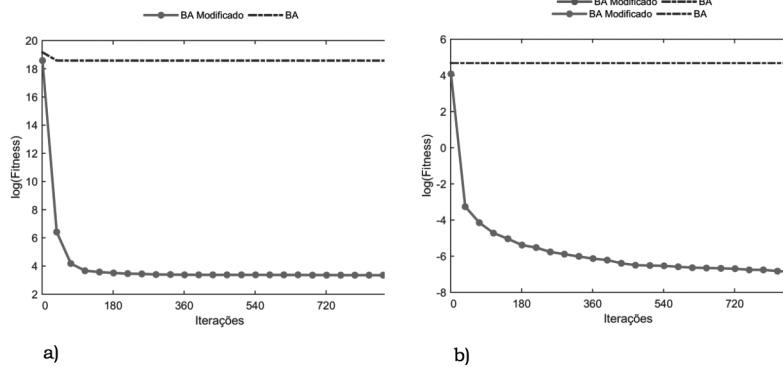 BA Modificado BA
20
18
16
14
12
10
8
6
4
2
log(Fitness)
0 180 360 540 720
Iterações
a)
BA Modificado BA
BA Modificado BA
6
4
2
0
-2
-4
-6
-8
log(Fitness)
0 180 360 540 720
Iterações
b)